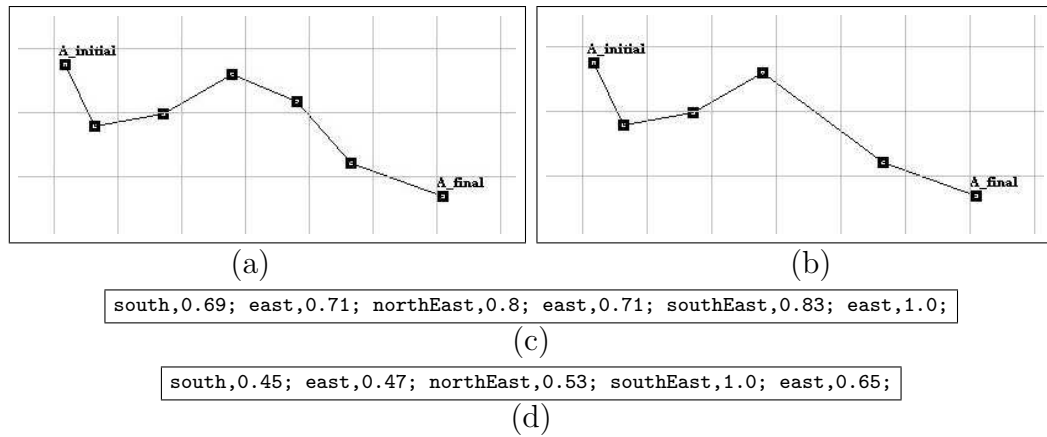 A_initial
A_final
A_initial
A_final
(a)
(b)
south,0.69; east,0.71; northEast,0.8; east,0.71; southEast,0.83; east,1.0;
(c)
south,0.45; east,0.47; northEast,0.53; southEast,1.0; east,0.65;
(d)